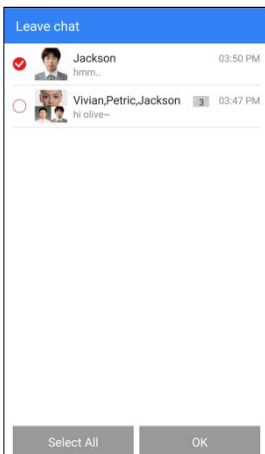 Leave chat
Jackson 03:50 PM
hmm..
Vivian,Petric,Jackson 3 03:47 PM
hi olive~
Select All OK